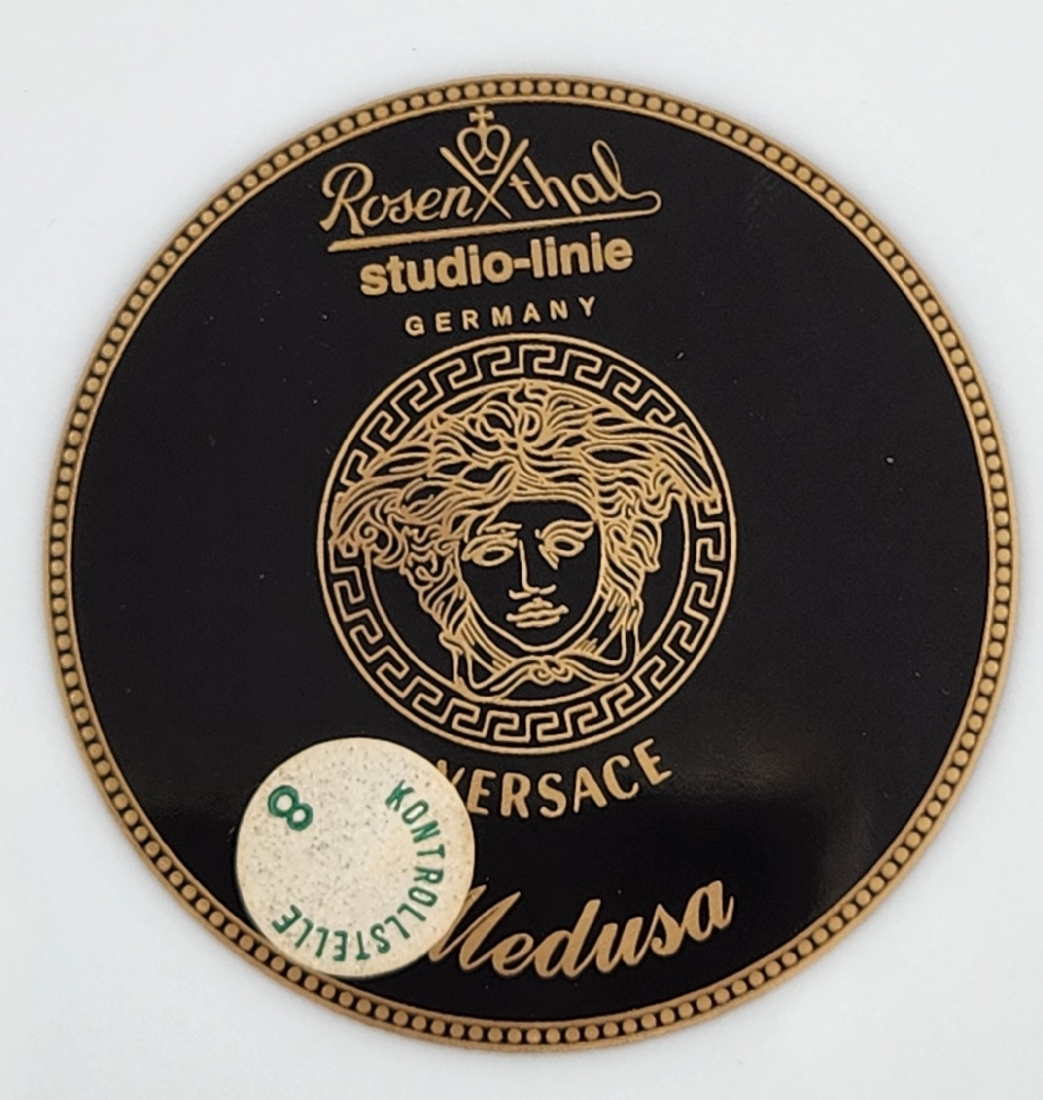 Rosenthal
studio-linie
GERMANY
VERSACE
Medusa
KONTROLLSTELLE
8